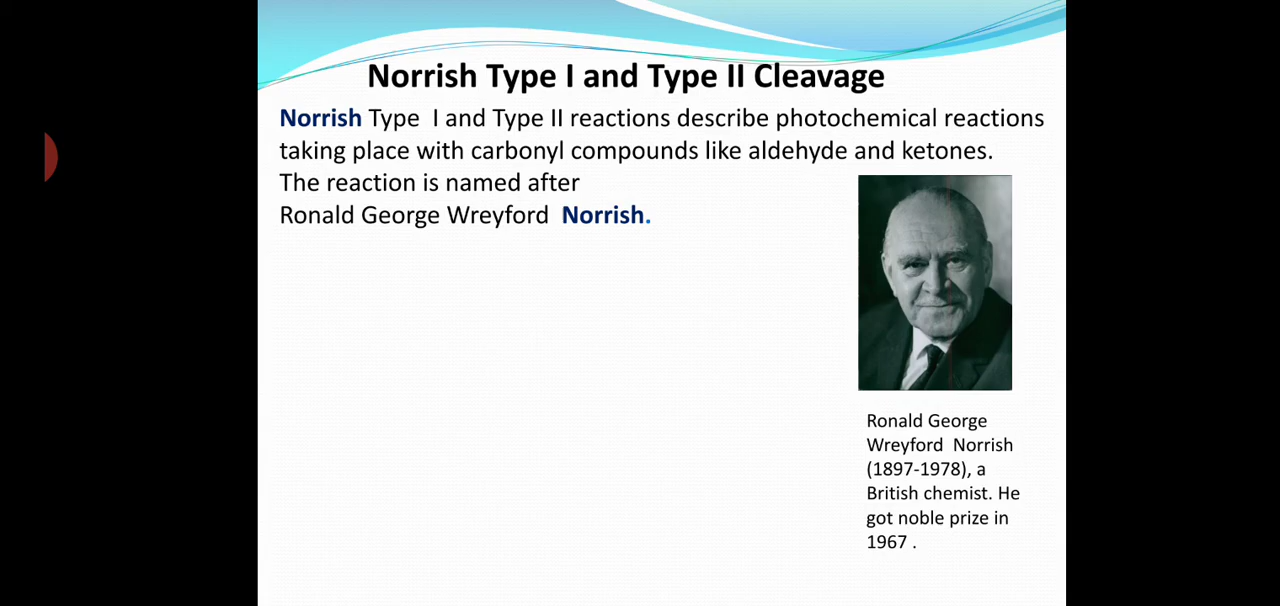 Norrish Type I and Type II Cleavage
Norrish Type I and Type II reactions describe photochemical reactions
taking place with carbonyl compounds like aldehyde and ketones.
The reaction is named after
Ronald George Wreyford Norrish.
Ronald George
Wreyford Norrish
(1897-1978), a
British chemist. He
got noble prize in
1967 .